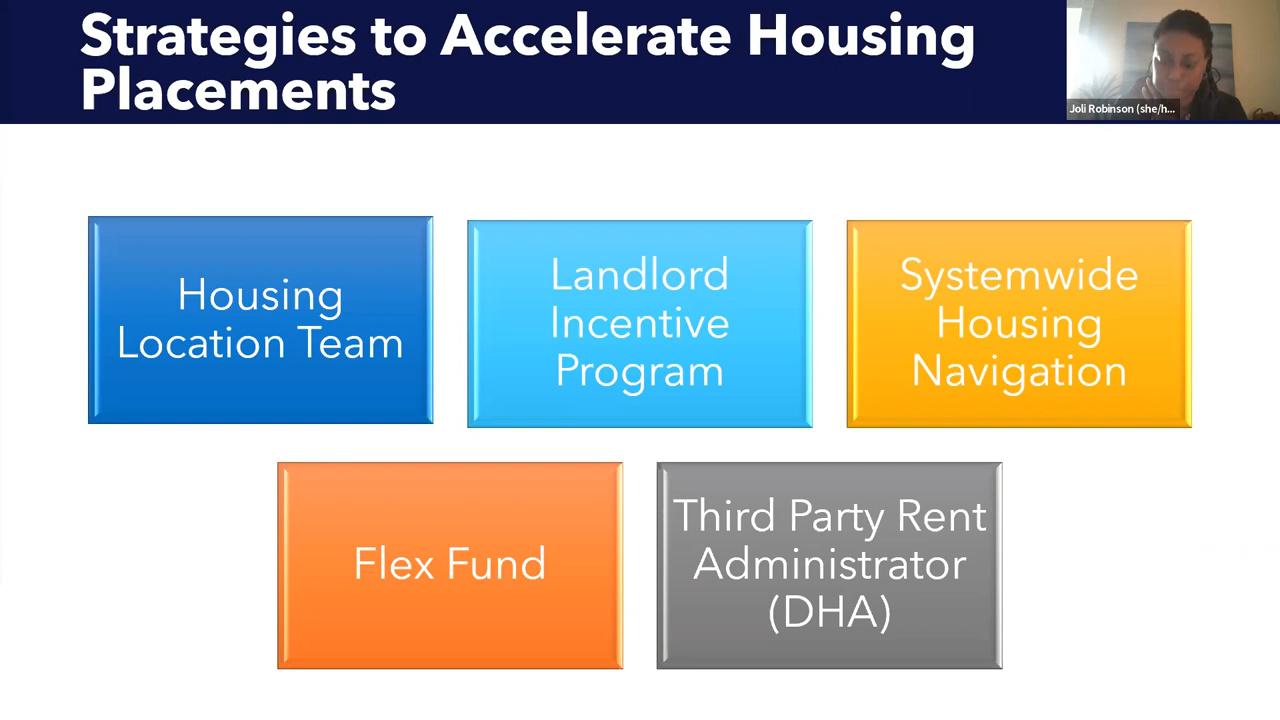 Strategies to Accelerate Housing
Placements
Joli Robinson (she/h...
Housing
Location Team
Landlord
Incentive
Program
Systemwide
Housing
Navigation
Flex Fund
Third Party Rent
Administrator
(DHA)